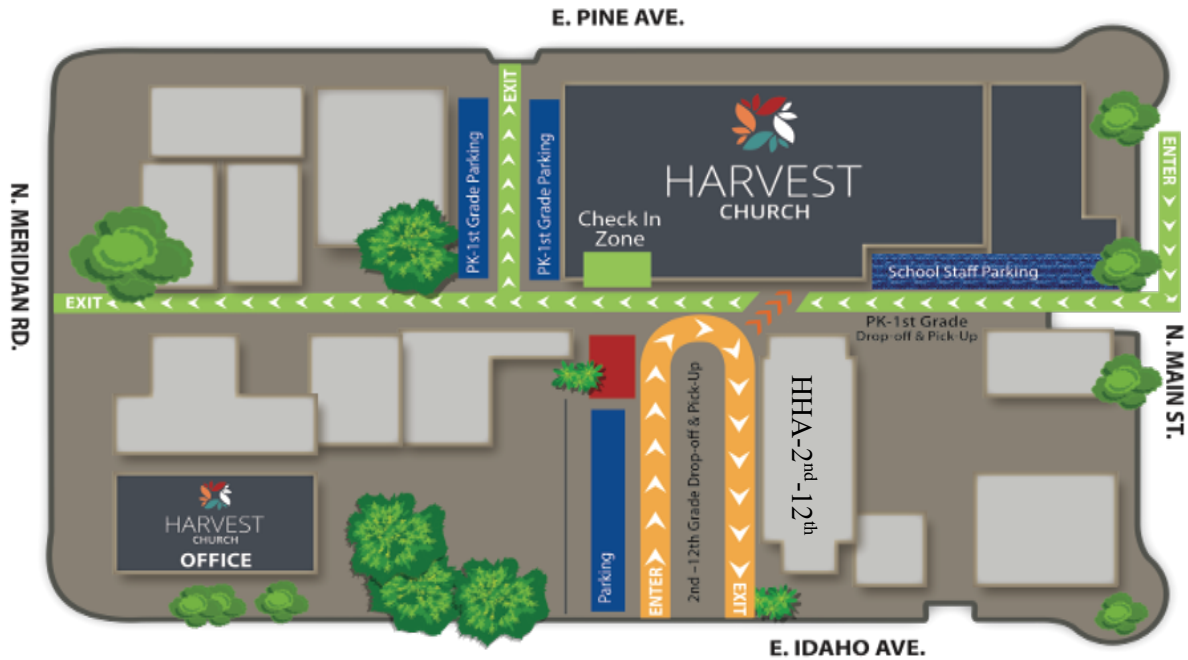 E. PINE AVE.
EXIT
PK-1st Grade Parking
PK-1st Grade Parking
HARVEST
CHURCH
Check In
Zone
School Staff Parking
ENTER
N. MERIDIAN RD.
EXIT
PK-1st Grade
Drop-off & Pick-Up
N. MAIN ST.
2nd -12th Grade Drop-off & Pick-Up
HHA-2nd-12th
HARVEST
CHURCH
OFFICE
Parking
ENTER
EXIT
E. IDAHO AVE.